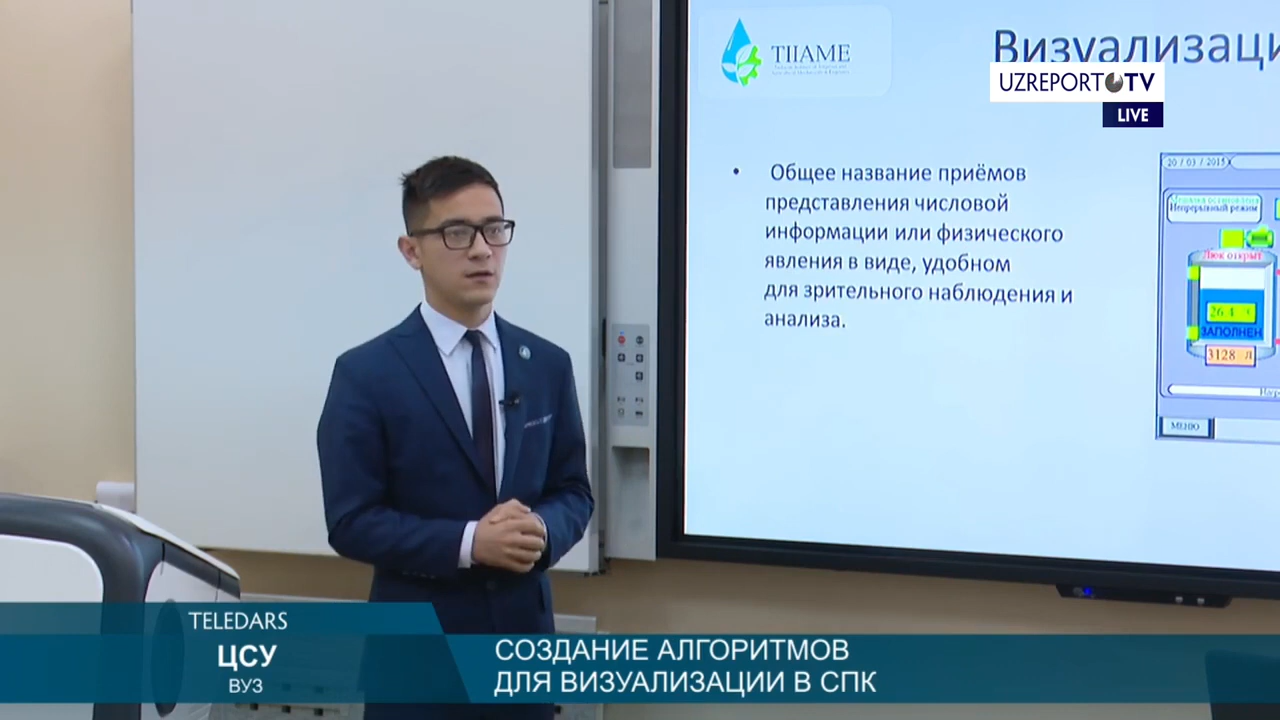 TIIAME
Визуализаци
UZREPORT TV
LIVE
• Общее название приёмов
представления числовой
информации или физического
явления в виде, удобном
для зрительного наблюдения и
анализа.
20 / 03 / 2015
Непрерывный режим
Люк открыт
26.4
ЗАПОЛНЕН
3128 л
МЕНЮ
TELEDARS
ЦСУ
ВУЗ
СОЗДАНИЕ АЛГОРИТМОВ
ДЛЯ ВИЗУАЛИЗАЦИИ В СПК